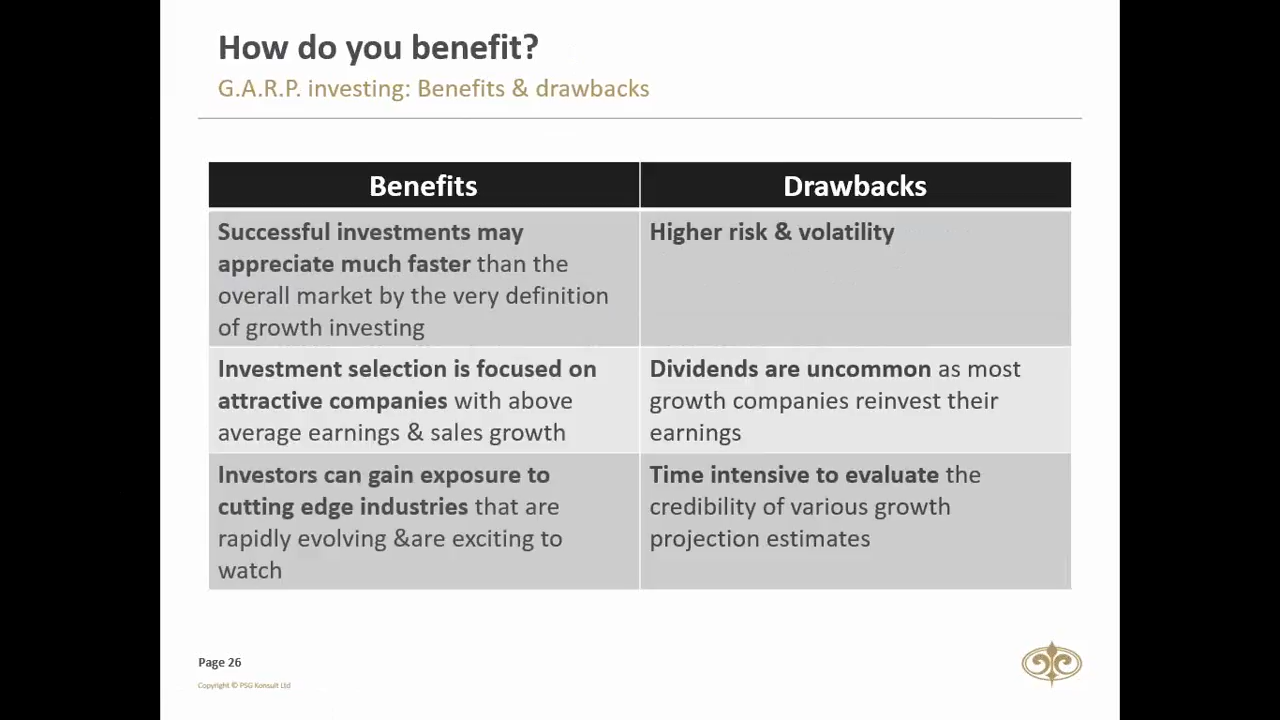 How do you benefit?
G.A.R.P. investing: Benefits & drawbacks
Benefits
Drawbacks
Successful investments may
appreciate much faster than the
overall market by the very definition
of growth investing
Higher risk & volatility
Investment selection is focused on
attractive companies with above
average earnings & sales growth
Dividends are uncommon as most
growth companies reinvest their
earnings
Investors can gain exposure to
cutting edge industries that are
rapidly evolving &are exciting to
watch
Time intensive to evaluate the
credibility of various growth
projection estimates
Page 26
Copyright © PSG Konsult Ltd